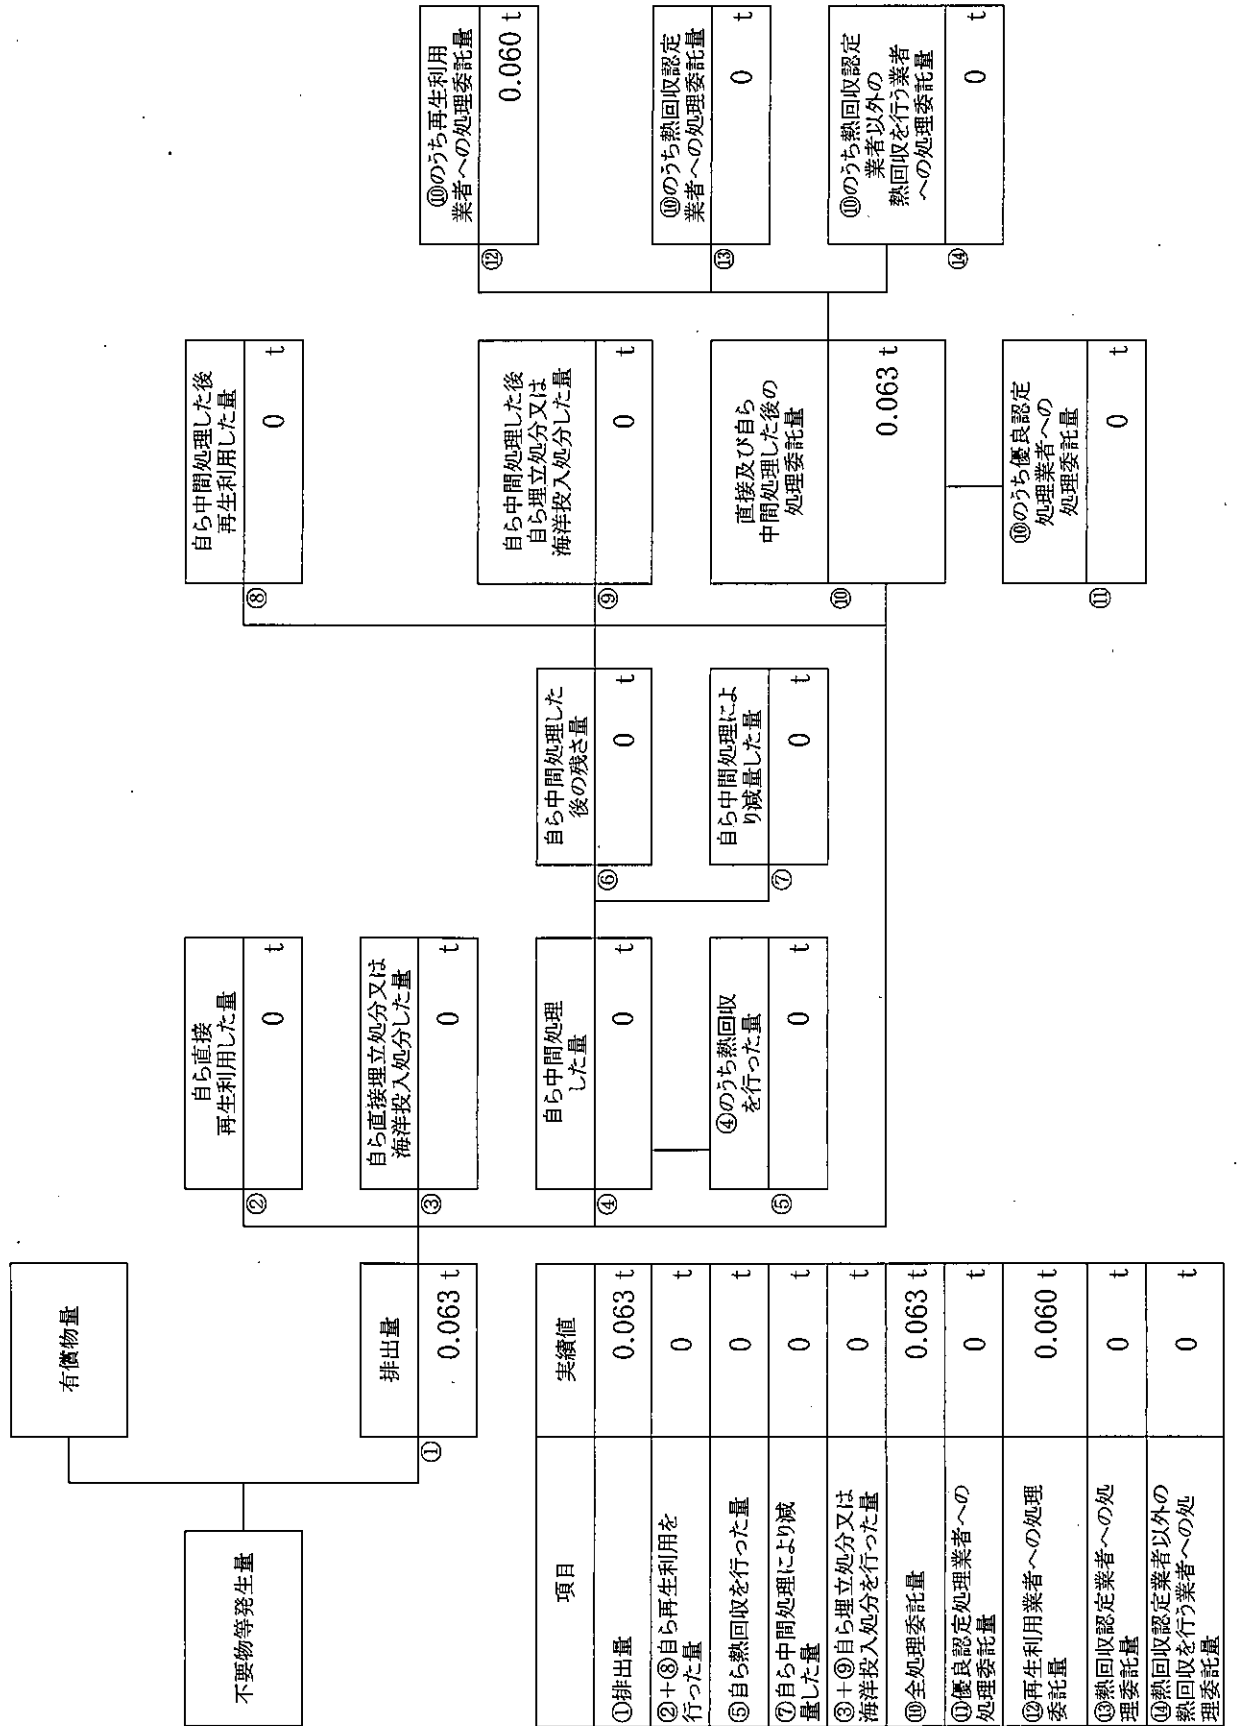 不要物等発生量
有償物量
①
排出量
0.063 t
②
自ら直接
再生利用した量
0 t
③
自ら直接埋立処分又は
海洋投入処分した量
0 t
④
自ら中間処理
した量
0 t
⑤
④のうち熱回収
を行った量
0 t
⑥
自ら中間処理した
後の残さ量
0 t
⑦
自ら中間処理によ
り減量した量
0 t
⑧
自ら中間処理した後
再生利用した量
0 t
⑨
自ら中間処理した後
自ら埋立処分又は
海洋投入処分した量
0 t
⑩
直接及び自ら
中間処理した後の
処理委託量
0.063 t
⑪
⑩のうち優良認定
処理業者への
処理委託量
0 t
⑫
⑩のうち再生利用
業者への処理委託量
0.060 t
⑬
⑩のうち熱回収認定
業者への処理委託量
0 t
⑭
⑩のうち熱回収認定
業者以外の
熱回収を行う業者
への処理委託量
0 t
項目 実績値
①排出量 0.063 t
②+⑧自ら再生利用を
行った量 0 t
⑤自ら熱回収を行った量 0 t
⑦自ら中間処理により減
量した量 0 t
③+⑨自ら埋立処分又は
海洋投入処分を行った量 0 t
⑩全処理委託量 0.063 t
⑪優良認定処理業者への
処理委託量 0 t
⑫再生利用業者への処理
委託量 0.060 t
⑬熱回収認定業者への処
理委託量 0 t
⑭熱回収認定業者以外の
熱回収を行う業者への処
理委託量 0 t